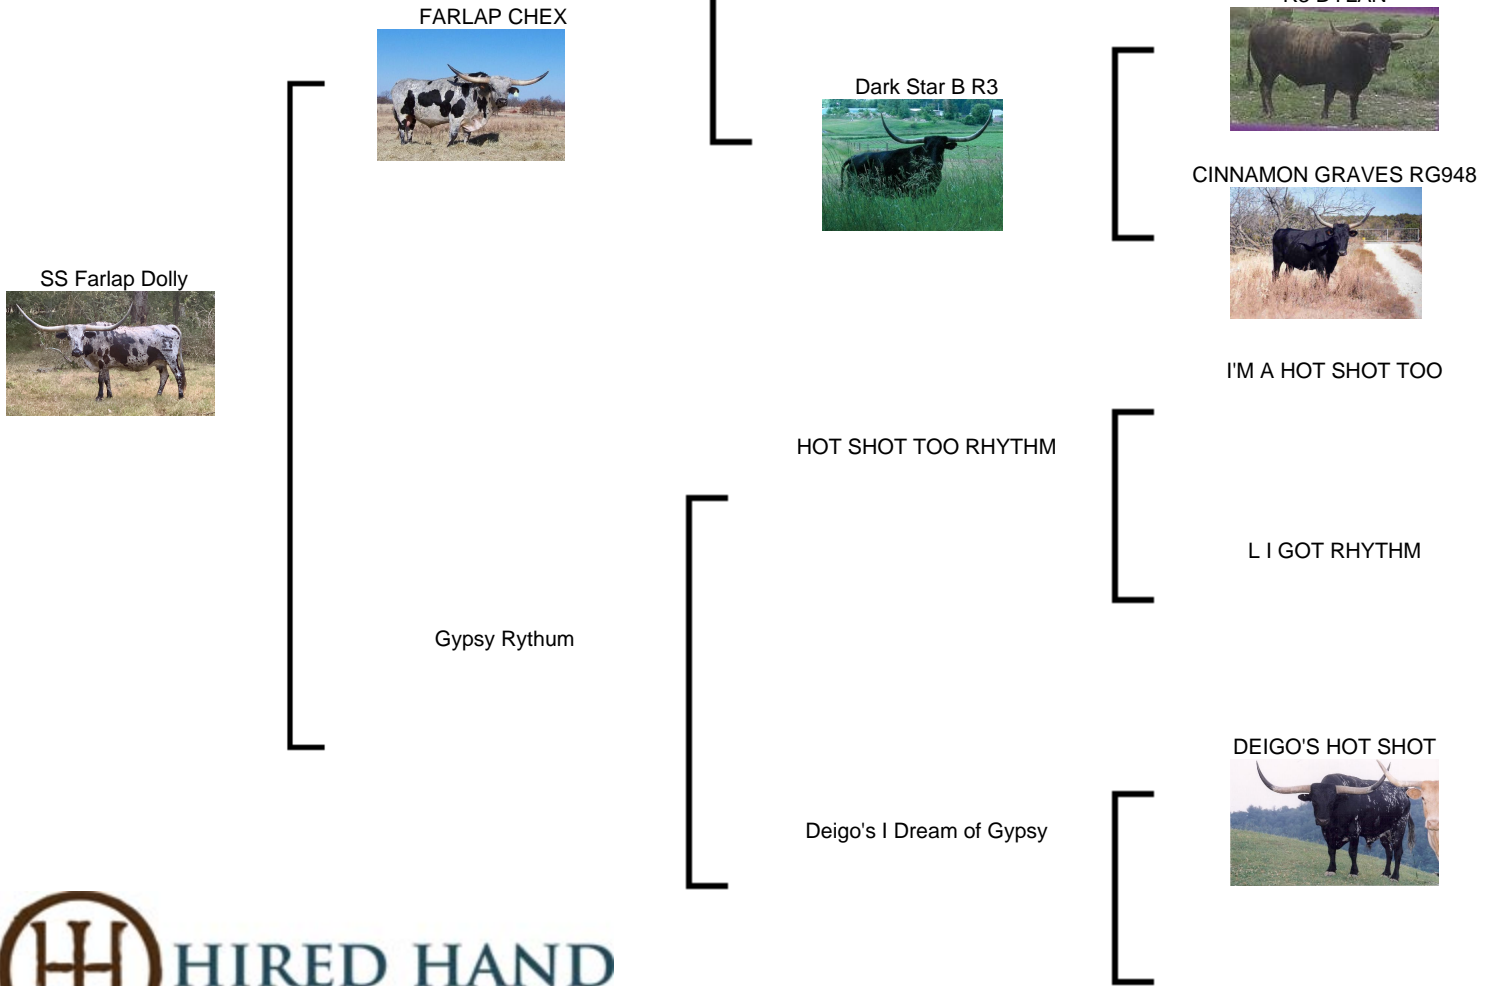 FARLAP CHEX
Dark Star B R3
CINNAMON GRAVES RG948
SS Farlap Dolly
I'M A HOT SHOT TOO
HOT SHOT TOO RHYTHM
L I GOT RHYTHM
Gypsy Rythum
DEIGO'S HOT SHOT
Deigo's I Dream of Gypsy
HIRED HAND